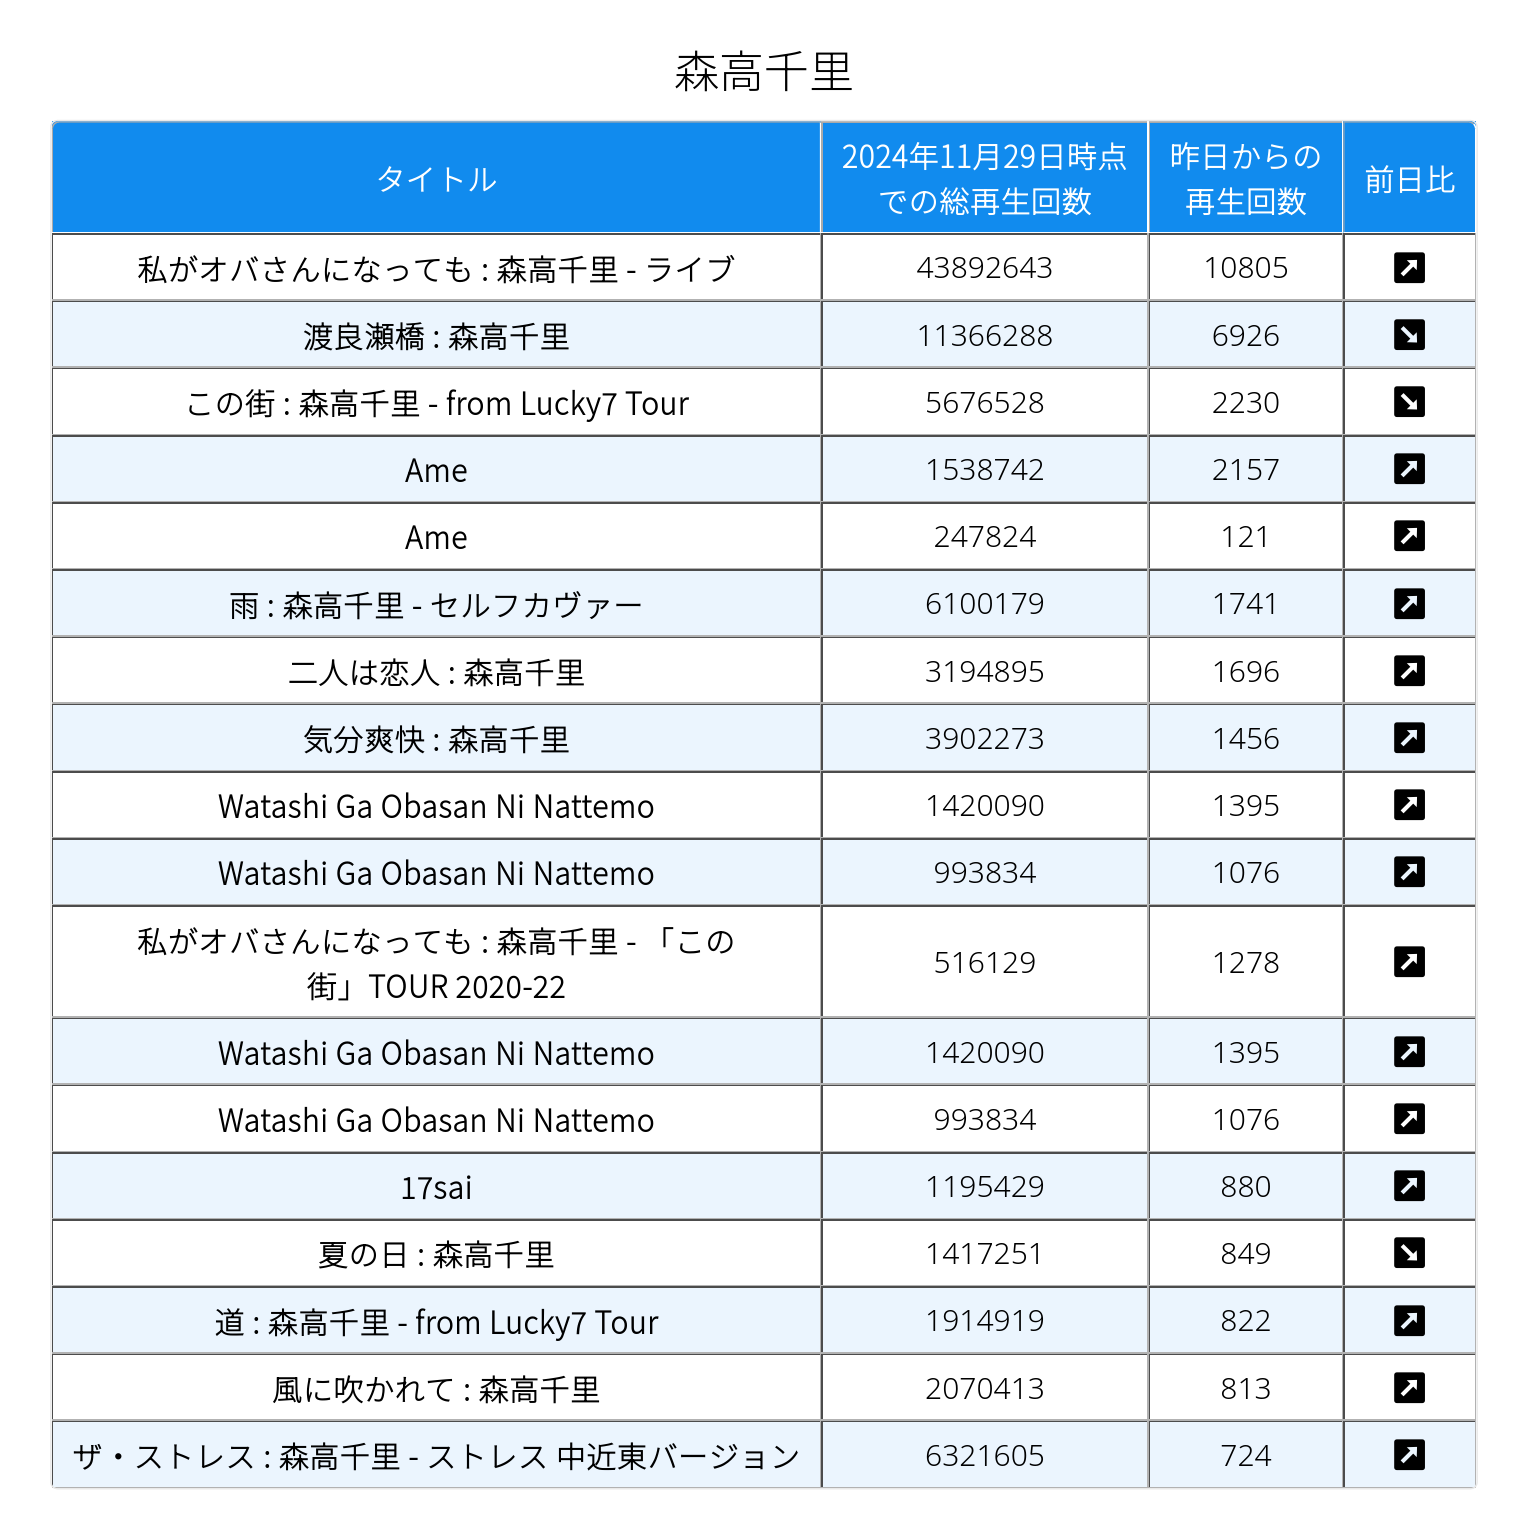 森高千里
タイトル
2024年11月29日時点
での総再生回数
昨日からの
再生回数
前日比
私がオバさんになっても : 森高千里 - ライブ 43892643 10805
渡良瀬橋 : 森高千里 11366288 6926
この街 : 森高千里 - from Lucky7 Tour 5676528 2230
Ame 1538742 2157
Ame 247824 121
雨 : 森高千里 - セルフカヴァー 6100179 1741
二人は恋人 : 森高千里 3194895 1696
気分爽快 : 森高千里 3902273 1456
Watashi Ga Obasan Ni Nattemo 1420090 1395
Watashi Ga Obasan Ni Nattemo 993834 1076
私がオバさんになっても : 森高千里 - 「この
街」TOUR 2020-22 516129 1278
Watashi Ga Obasan Ni Nattemo 1420090 1395
Watashi Ga Obasan Ni Nattemo 993834 1076
17sai 1195429 880
夏の日 : 森高千里 1417251 849
道 : 森高千里 - from Lucky7 Tour 1914919 822
風に吹かれて : 森高千里 2070413 813
ザ・ストレス : 森高千里 - ストレス 中近東バージョン 6321605 724